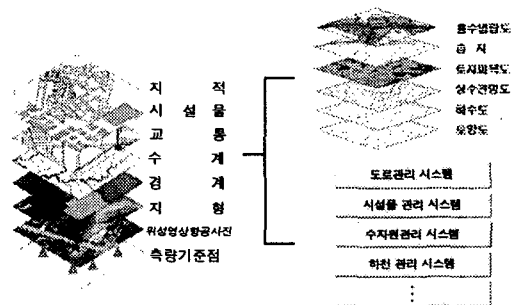 지 적
시 설 물
교 통
수 계
경 계
지 형
위성영상항공사진
측량기준점
홍수범람도
습 지
토지피복도
상수관망도
하수도
토양도
도로관리 시스템
시설물 관리 시스템
수자원관리 시스템
하천 관리 시스템
⋮